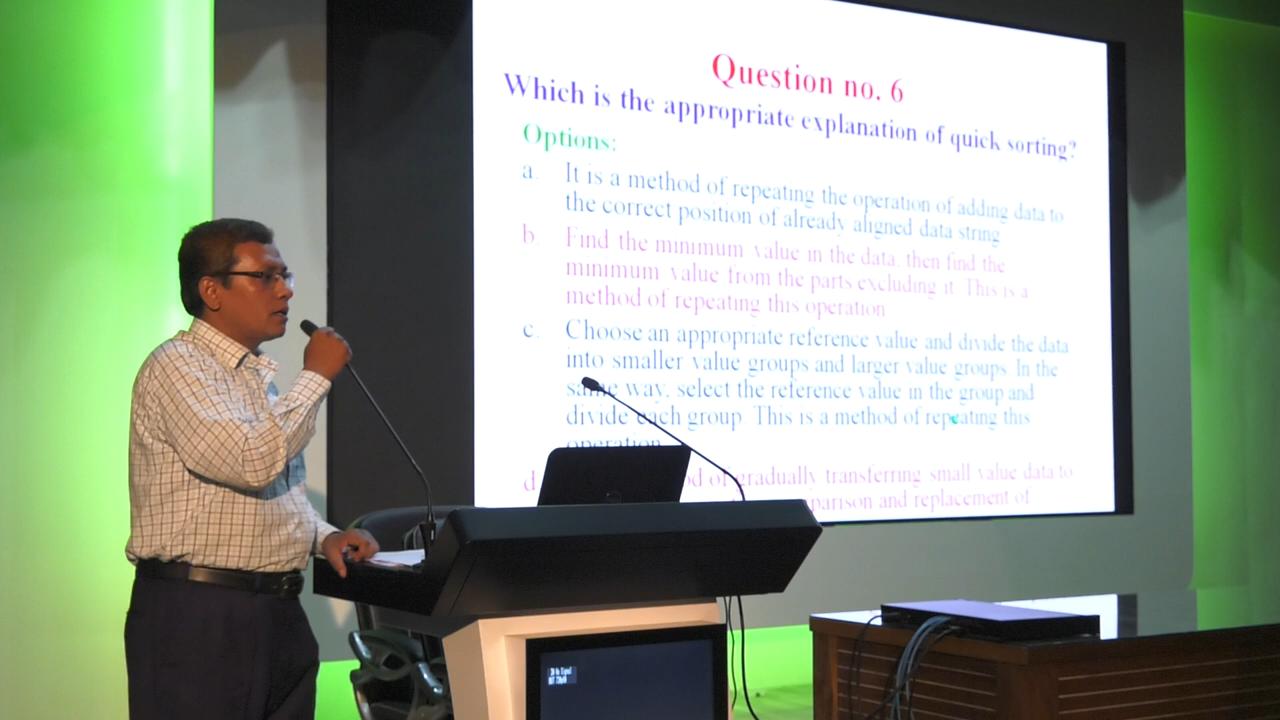 Question no. 6
Which is the appropriate explanation of quick sorting?
Options:
a. It is a method of repeating the operation of adding data to
the correct position of already aligned data string
b. Find the minimum value in the data, then find the
minimum value from the parts excluding it. This is a
method of repeating this operation
c. Choose an appropriate reference value and divide the data
into smaller value groups and larger value groups. In the
same way, select the reference value in the group and
divide each group. This is a method of repeating this
operation
d of gradually transferring small value data to
and replacement of